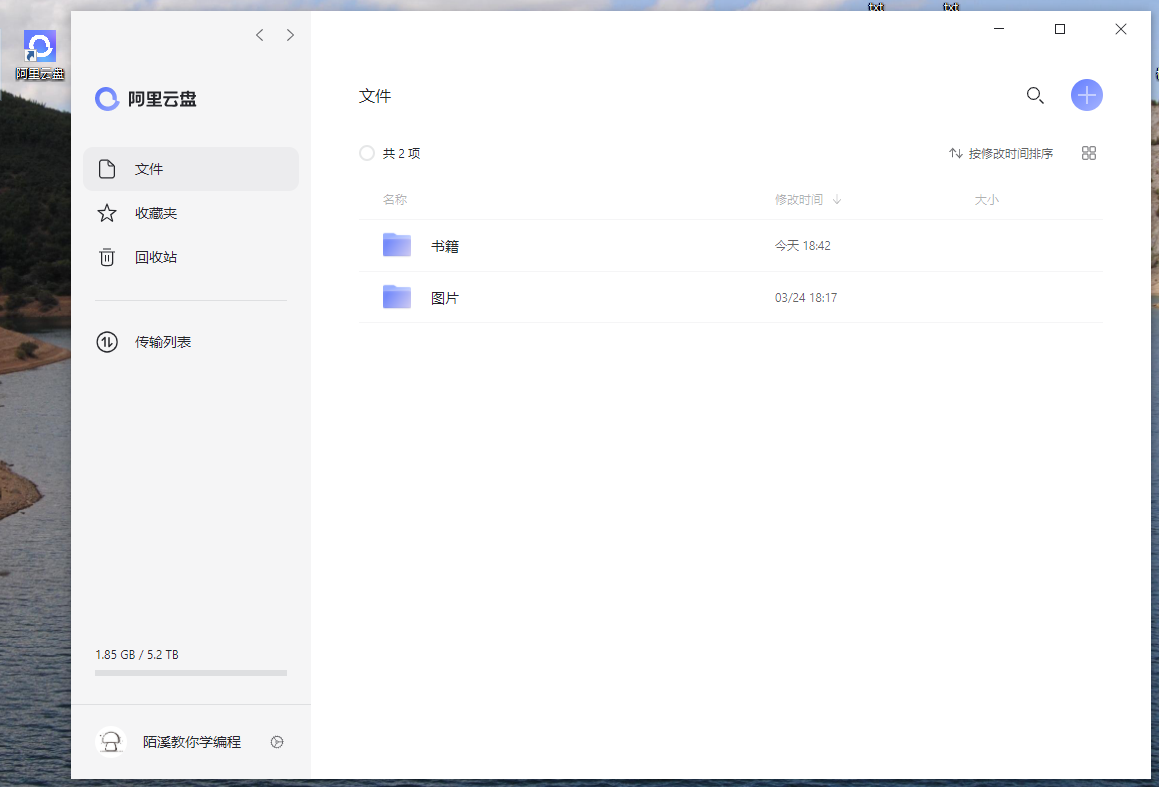 txt
txt
阿里云盘
阿里云盘
文件
收藏夹
回收站
传输列表
1.85 GB / 5.2 TB
陌溪教你学编程
文件
共 2 项
按修改时间排序
名称 修改时间 大小
书籍 今天 18:42
图片 03/24 18:17